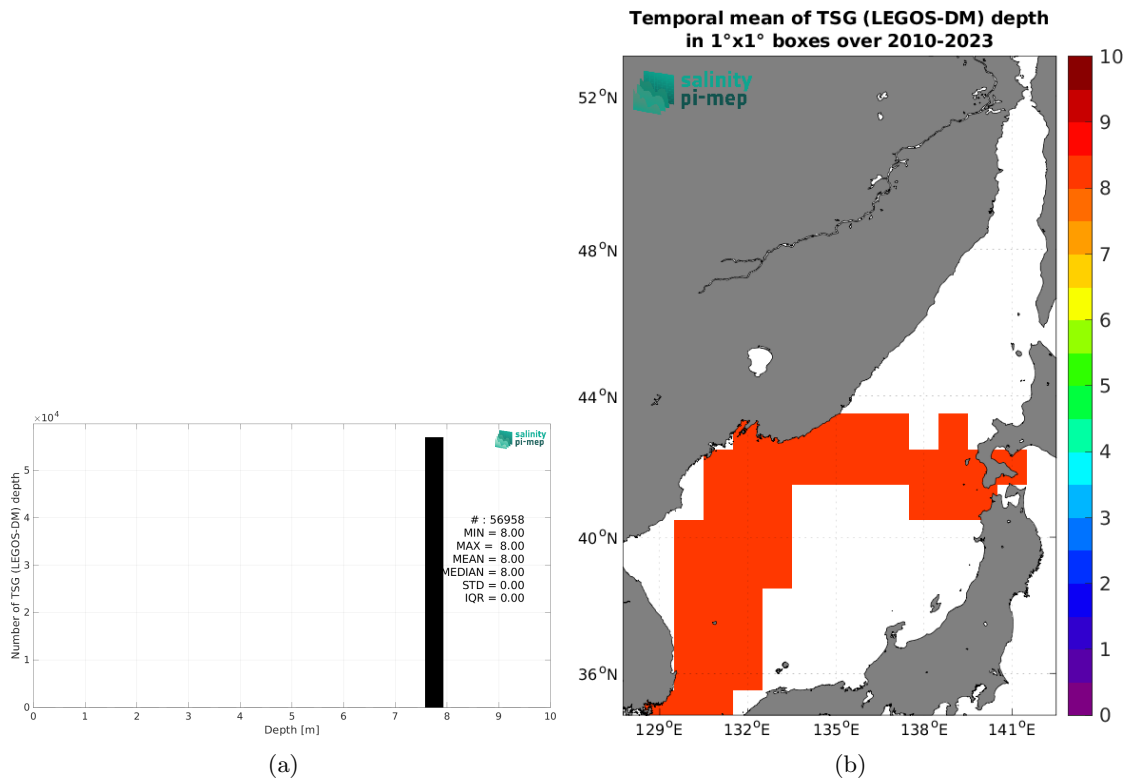 ×10⁴
salinity
pi-mep
5
4
3
2
1
0
Number of TSG (LEGOS-DM) depth
# : 56958
MIN = 8.00
MAX = 8.00
MEAN = 8.00
MEDIAN = 8.00
STD = 0.00
IQR = 0.00
0 1 2 3 4 5 6 7 8 9 10
Depth [m]
(a)
Temporal mean of TSG (LEGOS-DM) depth
in 1°x1° boxes over 2010-2023
salinity
pi-mep
52°N
48°N
44°N
40°N
36°N
129°E 132°E 135°E 138°E 141°E
10
9
8
7
6
5
4
3
2
1
0
(b)